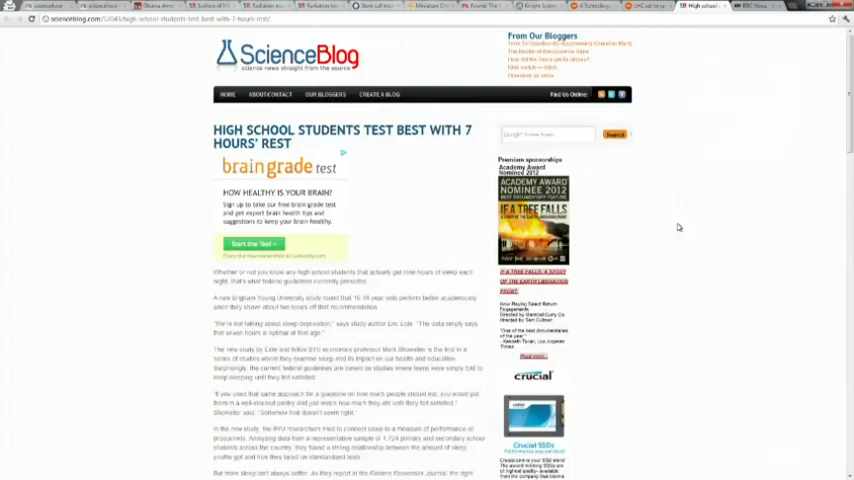 High school
BBC News
scienceblog.com/52043/high-school-students-test-best-with-7-hours-rest/
ScienceBlog
science news straight from the source
From Our Bloggers
HOME ABOUT/CONTACT OUR BLOGGERS CREATE A BLOG Find Us Online:
HIGH SCHOOL STUDENTS TEST BEST WITH 7
HOURS' REST
braingrade test
HOW HEALTHY IS YOUR BRAIN?
Sign up to take our free brain grade test
and get expert brain health tips and
suggestions to keep your brain healthy.
Start the Test »
Whether or not you know any high school students that actually get nine hours of sleep each
night, that's what federal guidelines currently prescribe.
A new Brigham Young University study found that 16-18 year olds perform better academically
when they shave about two hours off that recommendation.
"We're not talking about sleep deprivation," says study author Eric Eide. "The data simply says
that seven hours is optimal at that age."
The new study by Eide and fellow BYU economics professor Mark Showalter is the first in a
series of studies where they examine sleep and its impact on our health and education.
Surprisingly, the current federal guidelines are based on studies where teens were simply told to
keep sleeping until they felt satisfied.
"If you used that same approach for a guideline on how much people should eat, you would put
them in a well-stocked pantry and just watch how much they ate until they felt satisfied,"
Showalter said. "Somehow that doesn't seem right."
In the new study, the BYU researchers tried to connect sleep to a measure of performance or
productivity. Analyzing data from a representative sample of 1,724 primary and secondary school
students across the country, they found a strong relationship between the amount of sleep
youths got and how they fared on standardized tests.
But more sleep isn't always better. As they report in the Eastern Economics Journal, the right
Search
Premium sponsorships
Academy Award
Nominee 2012
ACADEMY AWARD
NOMINEE 2012
BEST DOCUMENTARY FEATURE
IF A TREE FALLS
IF A TREE FALLS: A STORY
OF THE EARTH LIBERATION
FRONT
Now Playing Select Return
Engagements
Directed by Marshall Curry Co-
directed by Sam Cullman
"One of the best documentaries
of the year."
- Kenneth Turan, Los Angeles
Times
Read more...
crucial
Crucial SSDs
Performance you can trust
Crucial.com is your SSD store!
The award winning SSDs are
of highest quality- available
from the company that